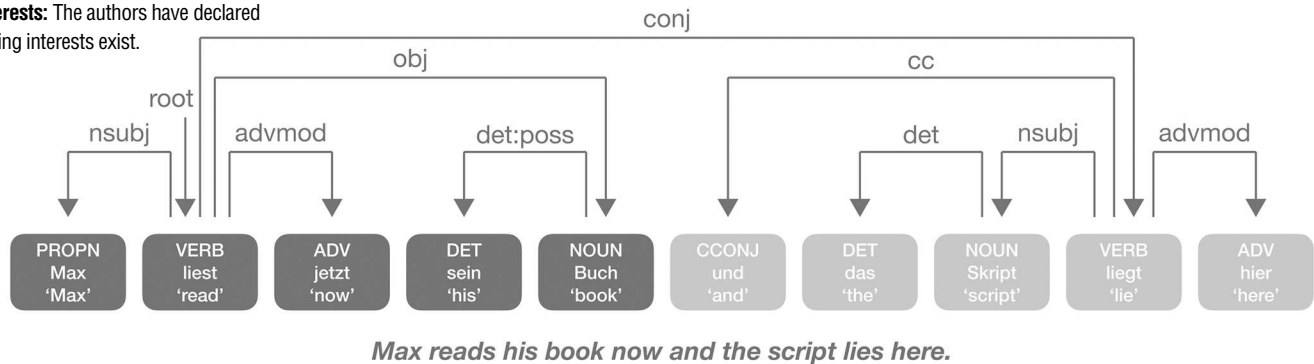 erests: The authors have declared
ing interests exist.
conj
obj
cc
root
nsubj
advmod
det:poss
det
nsubj
advmod
PROPN
Max
‘Max’
VERB
liest
‘read’
ADV
jetzt
‘now’
DET
sein
‘his’
NOUN
Buch
‘book’
CCONJ
und
‘and’
DET
das
‘the’
NOUN
Skript
‘script’
VERB
liegt
‘lie’
ADV
hier
‘here’
Max reads his book now and the script lies here.